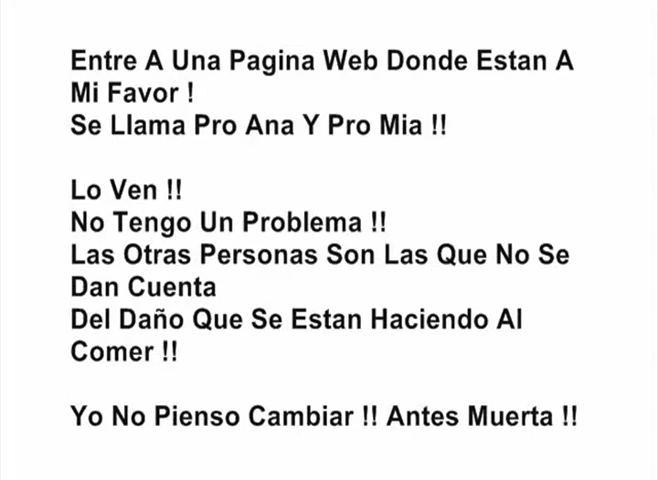 Entre A Una Pagina Web Donde Estan A
Mi Favor !
Se Llama Pro Ana Y Pro Mia !!
Lo Ven !!
No Tengo Un Problema !!
Las Otras Personas Son Las Que No Se
Dan Cuenta
Del Daño Que Se Estan Haciendo Al
Comer !!
Yo No Pienso Cambiar !! Antes Muerta !!